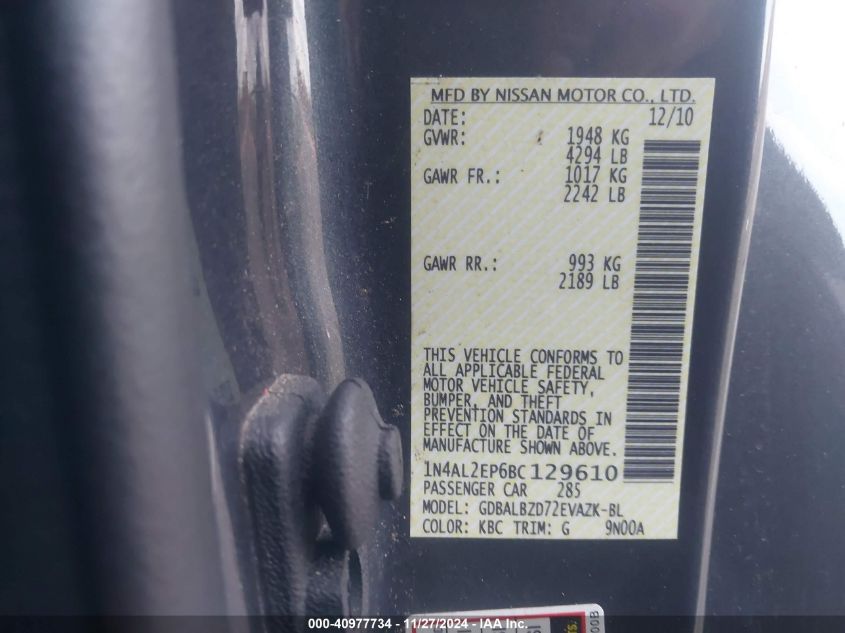 MFD BY NISSAN MOTOR CO., LTD.
DATE: 12/10
GVWR: 1948 KG
4294 LB
GAWR FR.: 1017 KG
2242 LB
GAWR RR.: 993 KG
2189 LB
THIS VEHICLE CONFORMS TO
ALL APPLICABLE FEDERAL
MOTOR VEHICLE SAFETY,
BUMPER, AND THEFT
PREVENTION STANDARDS IN
EFFECT ON THE DATE OF
MANUFACTURE SHOWN ABOVE.
1N4AL2EP6BC129610
PASSENGER CAR 285
MODEL: GDBALBZD72EVAZK-BL
COLOR: KBC TRIM: G 9N00A
000-40977734 - 11/27/2024 - IAAI.com